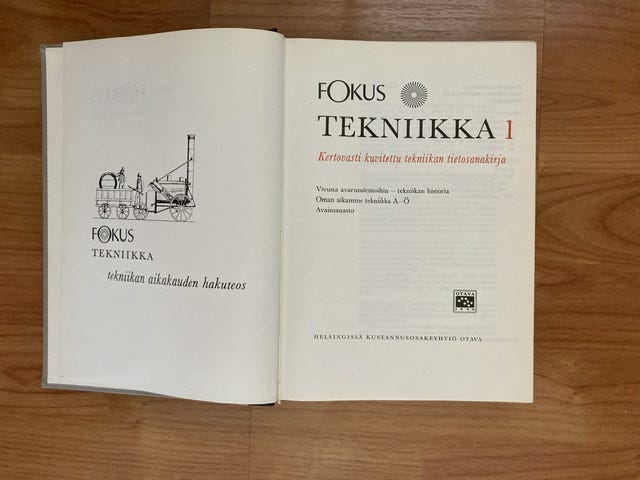 FOKUS
TEKNIIKKA
tekniikan aikakauden hakuteos
FOKUS
TEKNIIKKA 1
Kertovasti kuvitettu tekniikan tietosanakirja
Vivusta avaruuslentoihin – tekniikan historia
Oman aikamme tekniikka A–Ö
Avainsanasto
OTAVA
1890
HELSINGISSÄ KUSTANNUSOSAKEYHTIÖ OTAVA